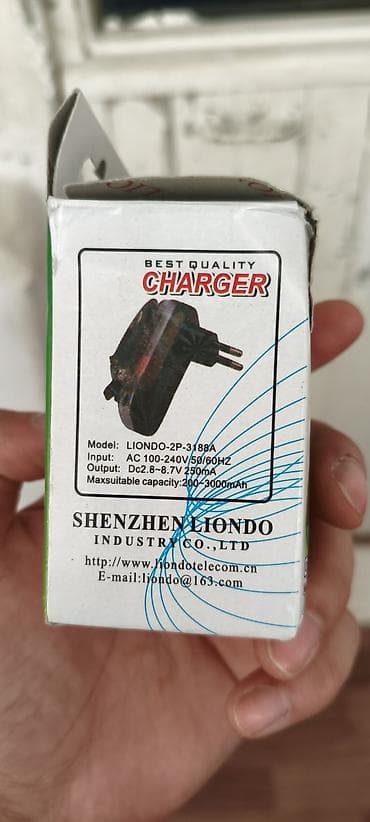 BEST QUALITY
CHARGER
Model: LIONDO-2P-3188A
Input: AC 100-240V 50/60HZ
Output: Dc2.8~8.7V 250mA
Maxsuitable capacity:200~3000mAh
SHENZHEN LIONDO
INDUSTRY CO.,LTD
http://www.liondotelecom.cn
E-mail:liondo@163.com